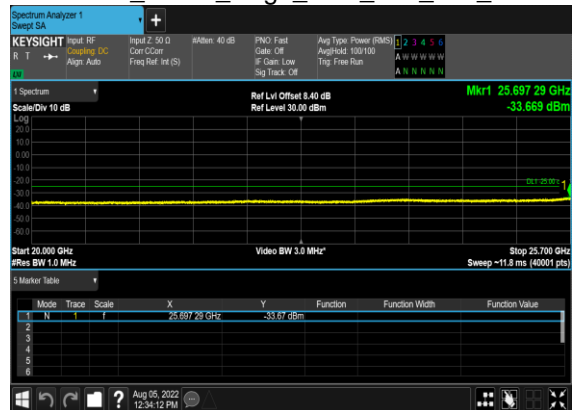 Spectrum Analyzer 1
Swept SA
+
KEYSIGHT
R T
Input: RF
Coupling: DC
Align: Auto
Input Z: 50 Ω
Corr CCorr
Freq Ref: Int (S)
#Atten: 40 dB
PNO: Fast
Gate: Off
IF Gain: Low
Sig Track: Off
Avg Type: Power (RMS)
Avg|Hold: 100/100
Trig: Free Run
1 2 3 4 5 6
A W W W W W
A N N N N N
1 Spectrum
Scale/Div 10 dB
Ref Lvl Offset 8.40 dB
Ref Level 30.00 dBm
Mkr1 25.697 29 GHz
-33.669 dBm
Log
20.0
10.0
0.00
-10.0
-20.0
-30.0
-40.0
-50.0
-60.0
1
Start 20.000 GHz
#Res BW 1.0 MHz
Video BW 3.0 MHz*
Stop 25.700 GHz
Sweep ~11.8 ms (40001 pts)
5 Marker Table
Mode Trace Scale X Y Function Function Width Function Value
1 N 1 f 25.697 29 GHz -33.67 dBm
2
3
4
5
6
?
Aug 05, 2022
12:34:12 PM